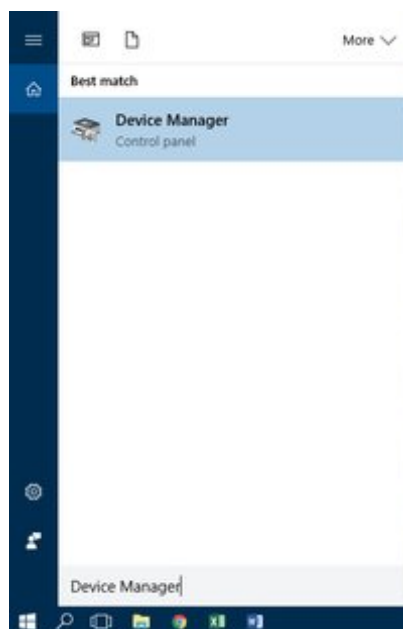 More
Best match
Device Manager
Control panel
Device Manager